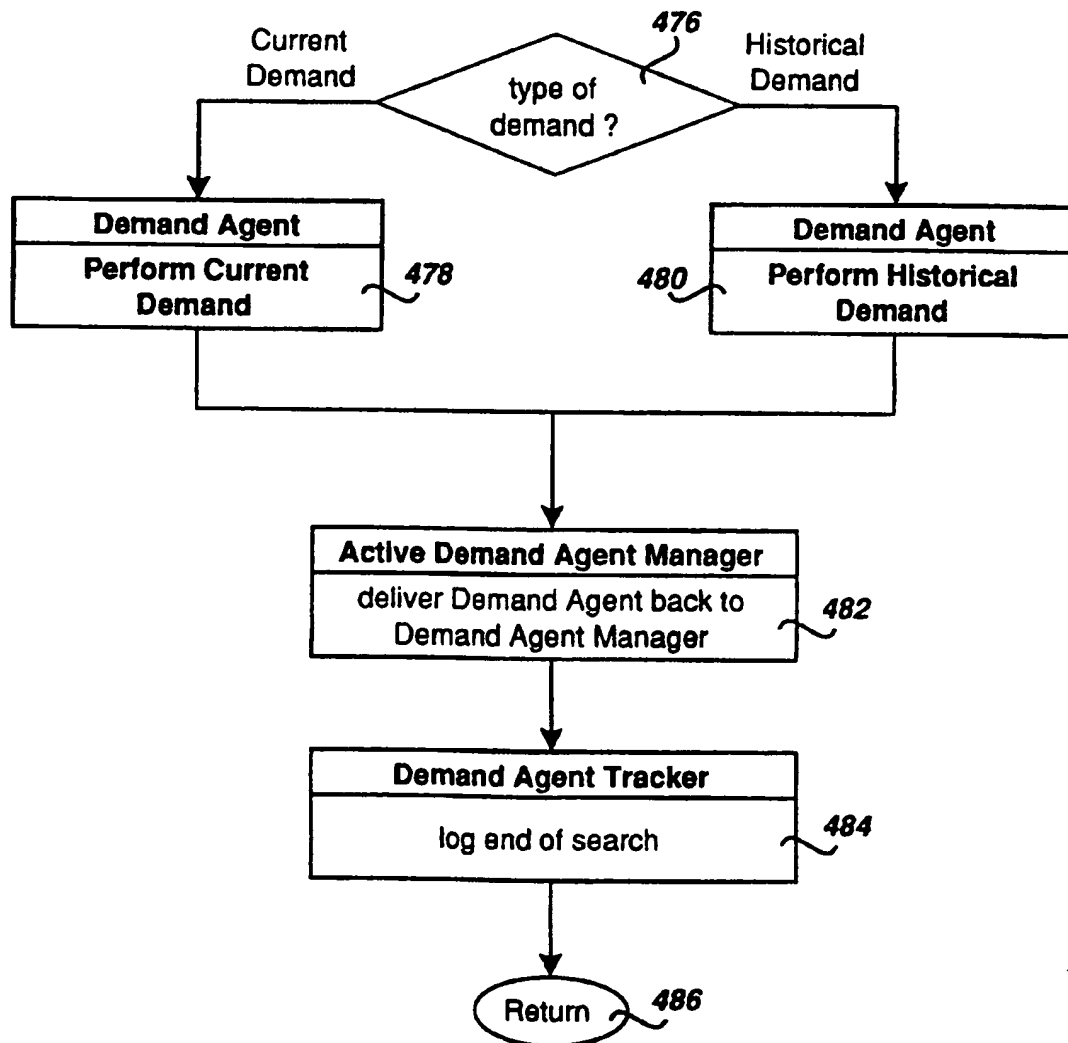 476
Current
Demand
Historical
Demand
type of
demand ?
Demand Agent
Perform Current
Demand
478
Demand Agent
Perform Historical
Demand
480
Active Demand Agent Manager
deliver Demand Agent back to
Demand Agent Manager
482
Demand Agent Tracker
log end of search
484
Return
486